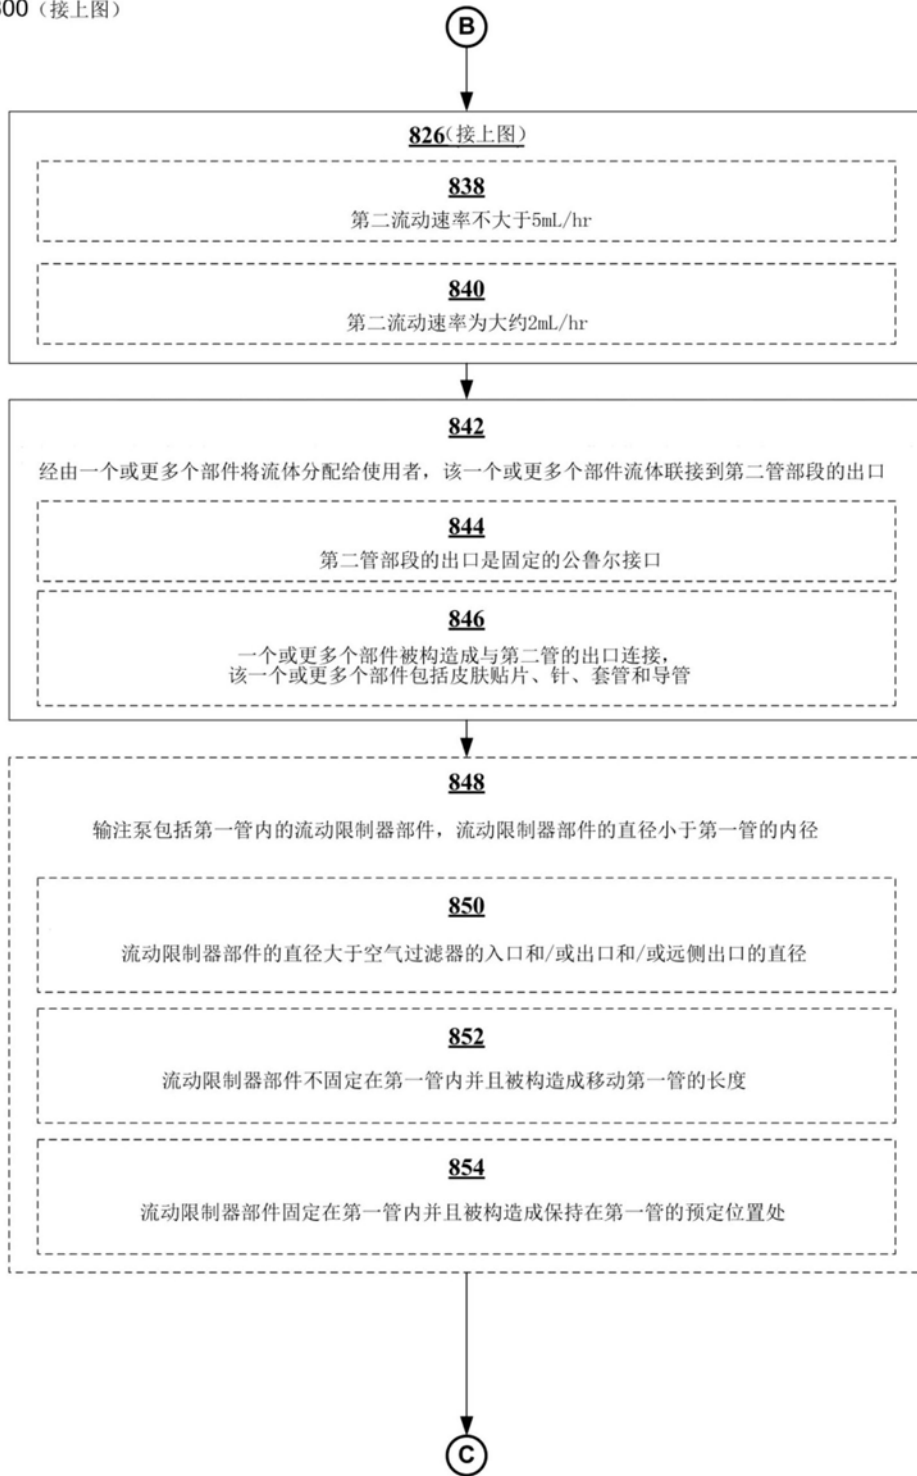 800（接上图）
B
826（接上图）
838
第二流动速率不大于5mL/hr
840
第二流动速率为大约2mL/hr
842
经由一个或更多个部件将流体分配给使用者，该一个或更多个部件流体联接到第二管部段的出口
844
第二管部段的出口是固定的公鲁尔接口
846
一个或更多个部件被构造成与第二管的出口连接，
该一个或更多个部件包括皮肤贴片、针、套管和导管
848
输注泵包括第一管内的流动限制器部件，流动限制器部件的直径小于第一管的内径
850
流动限制器部件的直径大于空气过滤器的入口和/或出口和/或远侧出口的直径
852
流动限制器部件不固定在第一管内并且被构造成移动第一管的长度
854
流动限制器部件固定在第一管内并且被构造成保持在第一管的预定位置处
C